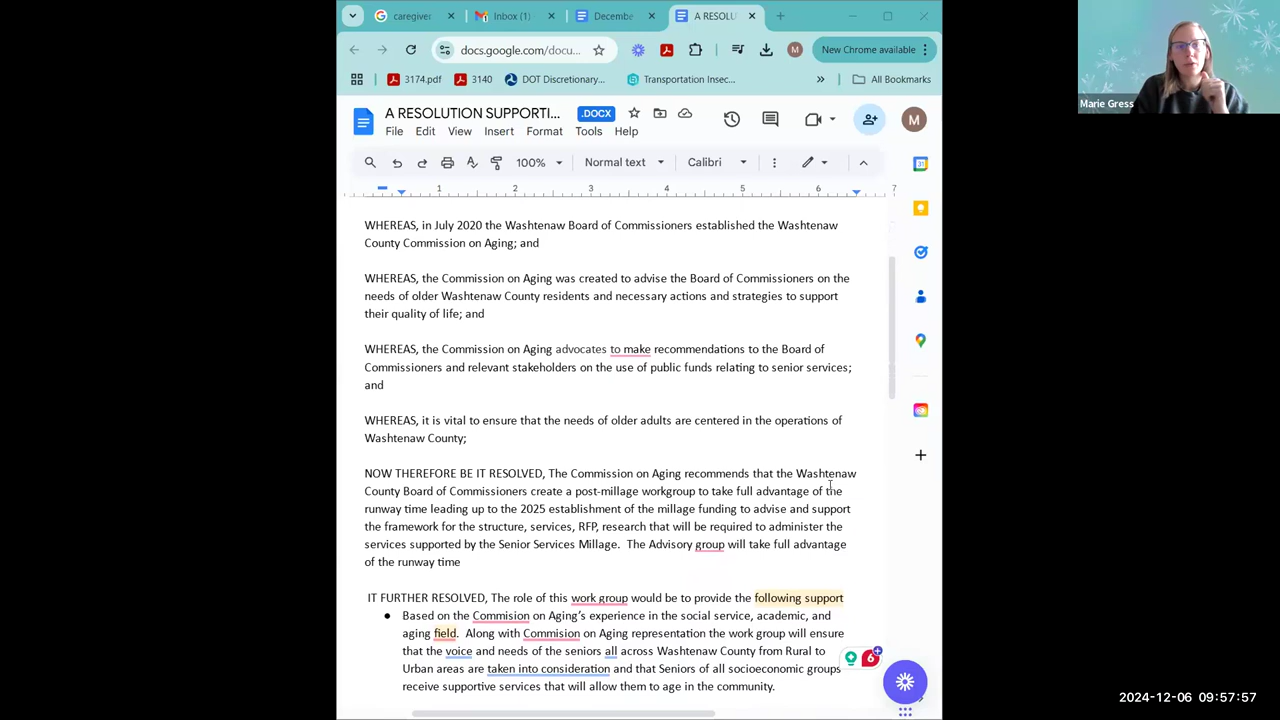 caregivec
Inbox (1)
Decembe
A RESOLU
docs.google.com/docu...
M
New Chrome available
3174.pdf
3140
DOT Discretionary...
Transportation Insec...
»
All Bookmarks
A RESOLUTION SUPPORTI...
.DOCX
M
File Edit View Insert Format Tools Help
100%
Normal text
Calibri
1 2 3 4 5 6 7
WHEREAS, in July 2020 the Washtenaw Board of Commissioners established the Washtenaw
County Commission on Aging; and
WHEREAS, the Commission on Aging was created to advise the Board of Commissioners on the
needs of older Washtenaw County residents and necessary actions and strategies to support
their quality of life; and
WHEREAS, the Commission on Aging advocates to make recommendations to the Board of
Commissioners and relevant stakeholders on the use of public funds relating to senior services;
and
WHEREAS, it is vital to ensure that the needs of older adults are centered in the operations of
Washtenaw County;
NOW THEREFORE BE IT RESOLVED, The Commission on Aging recommends that the Washtenaw
County Board of Commissioners create a post-millage workgroup to take full advantage of the
runway time leading up to the 2025 establishment of the millage funding to advise and support
the framework for the structure, services, RFP, research that will be required to administer the
services supported by the Senior Services Millage. The Advisory group will take full advantage
of the runway time
IT FURTHER RESOLVED, The role of this work group would be to provide the following support
● Based on the Commision on Aging's experience in the social service, academic, and
aging field. Along with Commision on Aging representation the work group will ensure
that the voice and needs of the seniors all across Washtenaw County from Rural to
Urban areas are taken into consideration and that Seniors of all socioeconomic groups
receive supportive services that will allow them to age in the community.
6
31
Marie Gress
2024-12-06 09:57:57